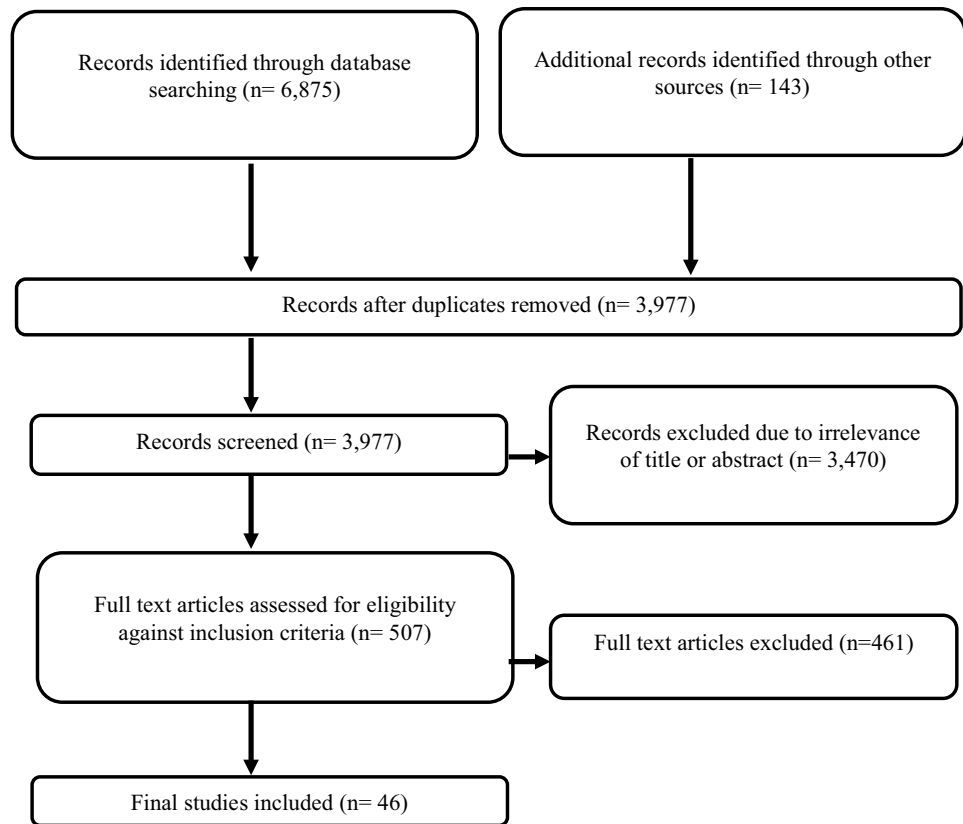 Records identified through database
searching (n= 6,875)
Additional records identified through other
sources (n= 143)
Records after duplicates removed (n= 3,977)
Records screened (n= 3,977)
Records excluded due to irrelevance
of title or abstract (n= 3,470)
Full text articles assessed for eligibility
against inclusion criteria (n= 507)
Full text articles excluded (n=461)
Final studies included (n= 46)